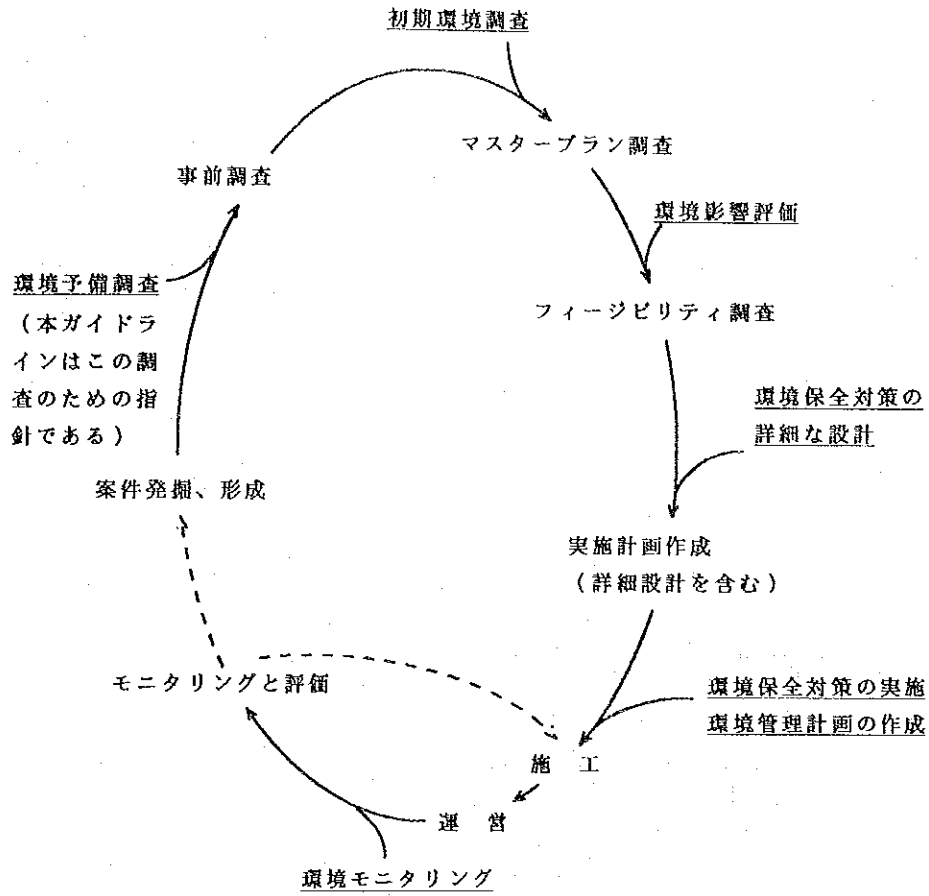 初期環境調査
マスタープラン調査
事前調査
環境影響評価
環境予備調査
（本ガイドラ
インはこの調
査のための指
針である）
フィージビリティ調査
環境保全対策の
詳細な設計
案件発掘、形成
実施計画作成
（詳細設計を含む）
モニタリングと評価
環境保全対策の実施
環境管理計画の作成
施　工
運　営
環境モニタリング